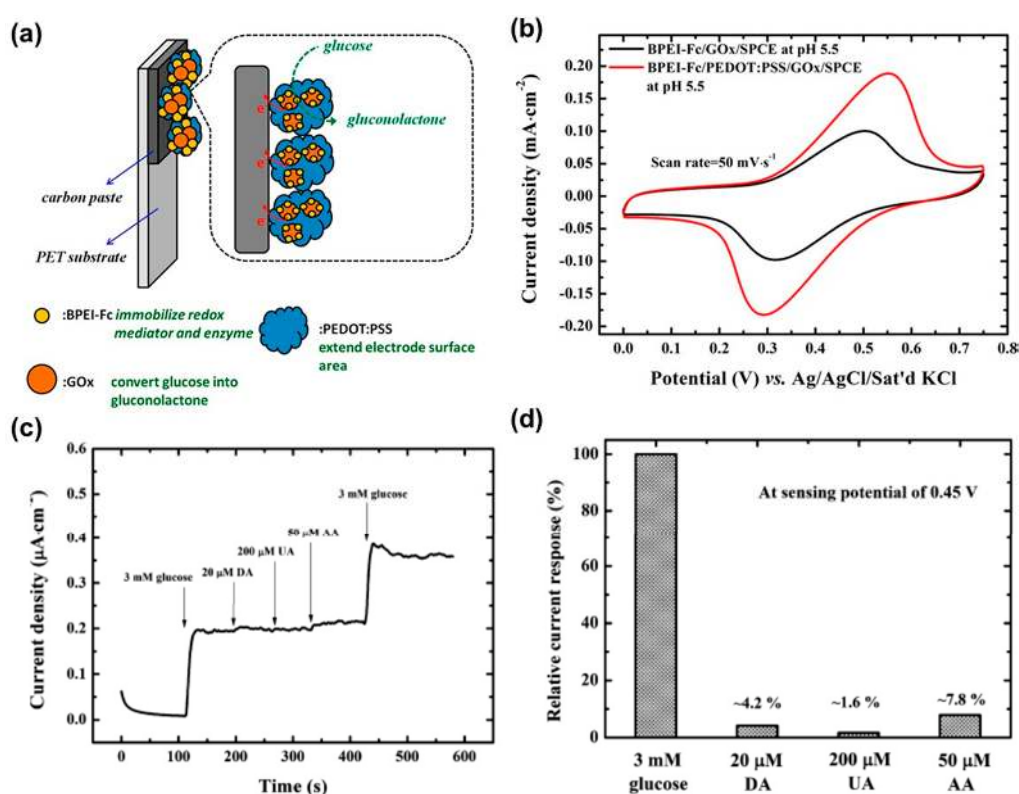 (a)
glucose
gluconolactone
e⁻
e⁻
e⁻
carbon paste
PET substrate
:BPEI-Fc immobilize redox
mediator and enzyme
:GOx convert glucose into
gluconolactone
:PEDOT:PSS
extend electrode surface
area
(b)
BPEI-Fc/GOx/SPCE at pH 5.5
BPEI-Fc/PEDOT:PSS/GOx/SPCE
at pH 5.5
Scan rate=50 mV·s⁻¹
Current density (mA·cm⁻²)
0.20
0.15
0.10
0.05
0.00
-0.05
-0.10
-0.15
-0.20
0.0 0.1 0.2 0.3 0.4 0.5 0.6 0.7 0.8
Potential (V) vs. Ag/AgCl/Sat'd KCl
(c)
Current density (μA·cm⁻²)
0.6
0.5
0.4
0.3
0.2
0.1
0.0
3 mM glucose
20 μM DA
200 μM UA
50 μM AA
3 mM glucose
0 100 200 300 400 500 600
Time (s)
(d)
Relative current response (%)
100
80
60
40
20
0
At sensing potential of 0.45 V
~4.2 %
~1.6 %
~7.8 %
3 mM 20 μM 200 μM 50 μM
glucose DA UA AA